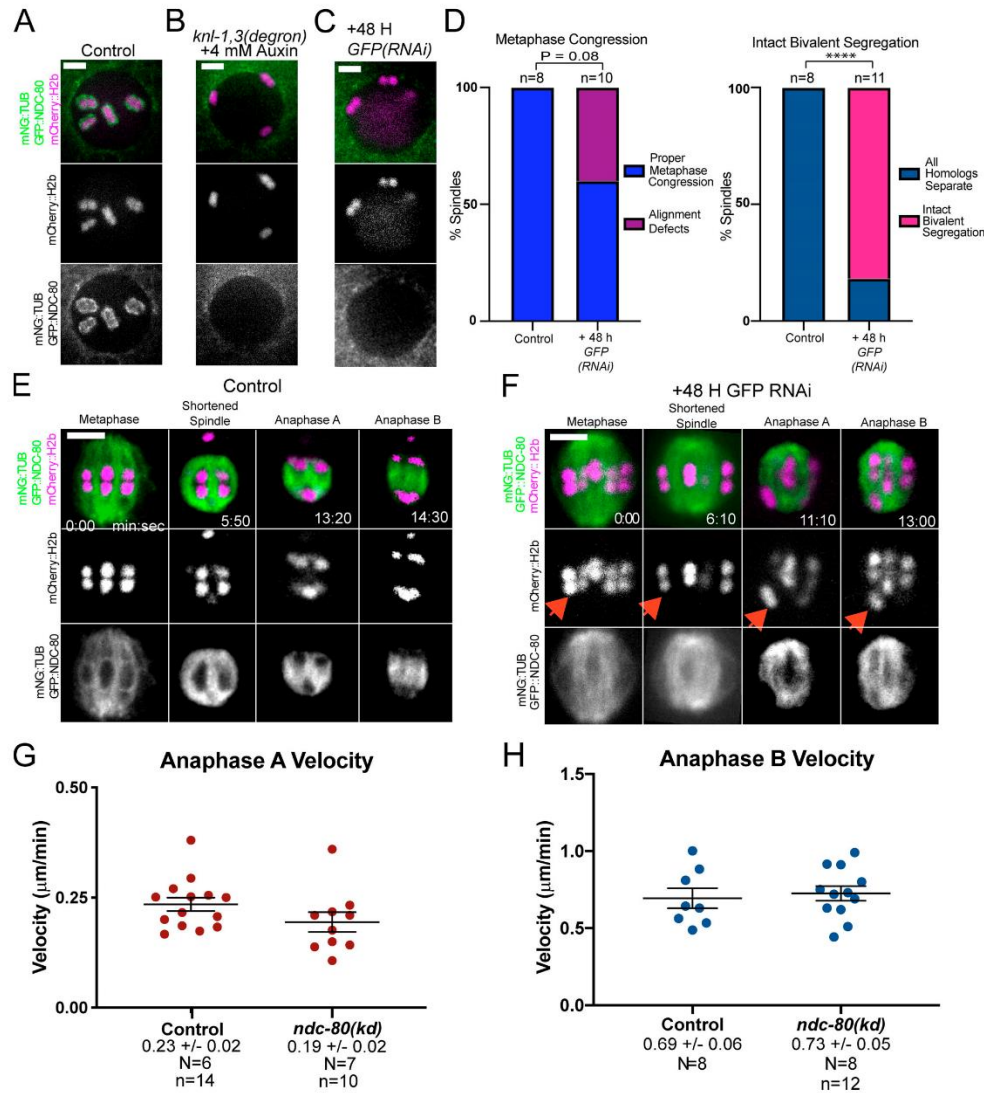 A
Control
mNG::TUB
GFP::NDC-80
mCherry::H2b
mCherry::H2b
mNG::TUB
GFP::NDC-80
B
knl-1,3(degron)
+4 mM Auxin
C
+48 H
GFP(RNAi)
D
Metaphase Congression
P = 0.08
n=8
n=10
100
50
0
% Spindles
Control
+ 48 h
GFP
(RNAi)
Proper
Metaphase
Congression
Alignment
Defects
Intact Bivalent Segregation
****
n=8
n=11
100
50
0
% Spindles
Control
+ 48 h
GFP
(RNAi)
All
Homologs
Separate
Intact
Bivalent
Segregation
E
Control
Metaphase
Shortened
Spindle
Anaphase A
Anaphase B
mNG::TUB
GFP::NDC-80
mCherry::H2b
0:00 min:sec
5:50
13:20
14:30
mCherry::H2b
mNG::TUB
GFP::NDC-80
F
+48 H GFP RNAi
Metaphase
Shortened
Spindle
Anaphase A
Anaphase B
mNG::TUB
GFP::NDC-80
mCherry::H2b
0:00
6:10
11:10
13:00
mCherry::H2b
mNG::TUB
GFP::NDC-80
G
Anaphase A Velocity
Velocity (μm/min)
0.50
0.25
0.00
Control
0.23 +/- 0.02
N=6
n=14
ndc-80(kd)
0.19 +/- 0.02
N=7
n=10
H
Anaphase B Velocity
Velocity (μm/min)
1.5
1.0
0.5
0.0
Control
0.69 +/- 0.06
N=8
ndc-80(kd)
0.73 +/- 0.05
N=8
n=12